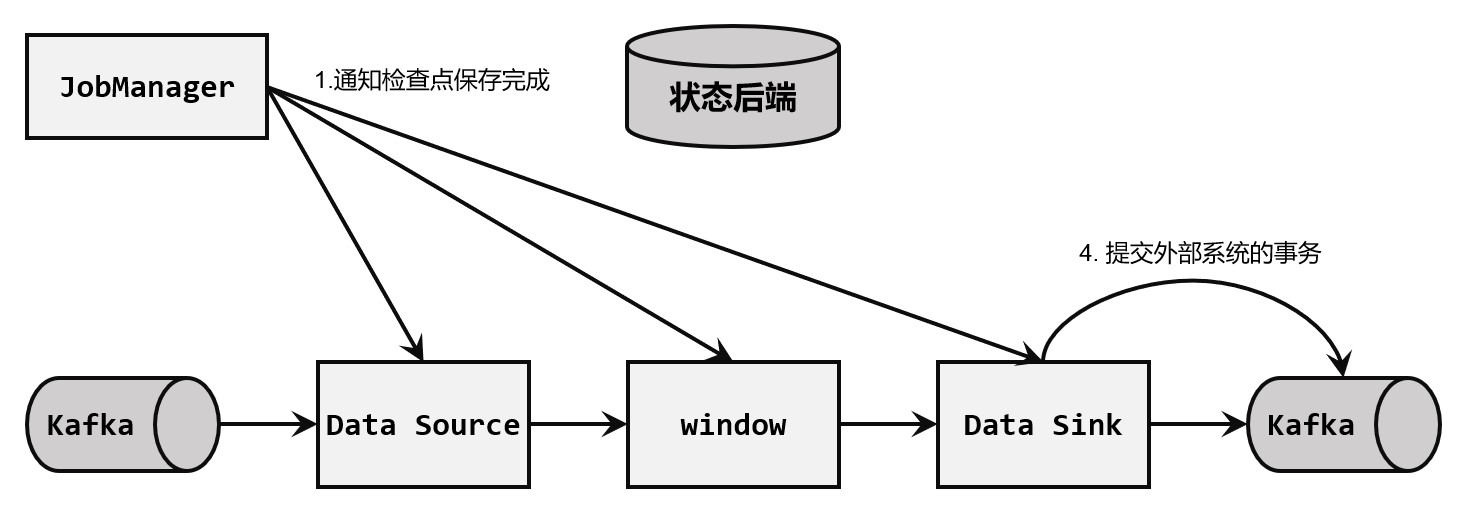 JobManager
1.通知检查点保存完成
状态后端
4. 提交外部系统的事务
Kafka
Data Source
window
Data Sink
Kafka